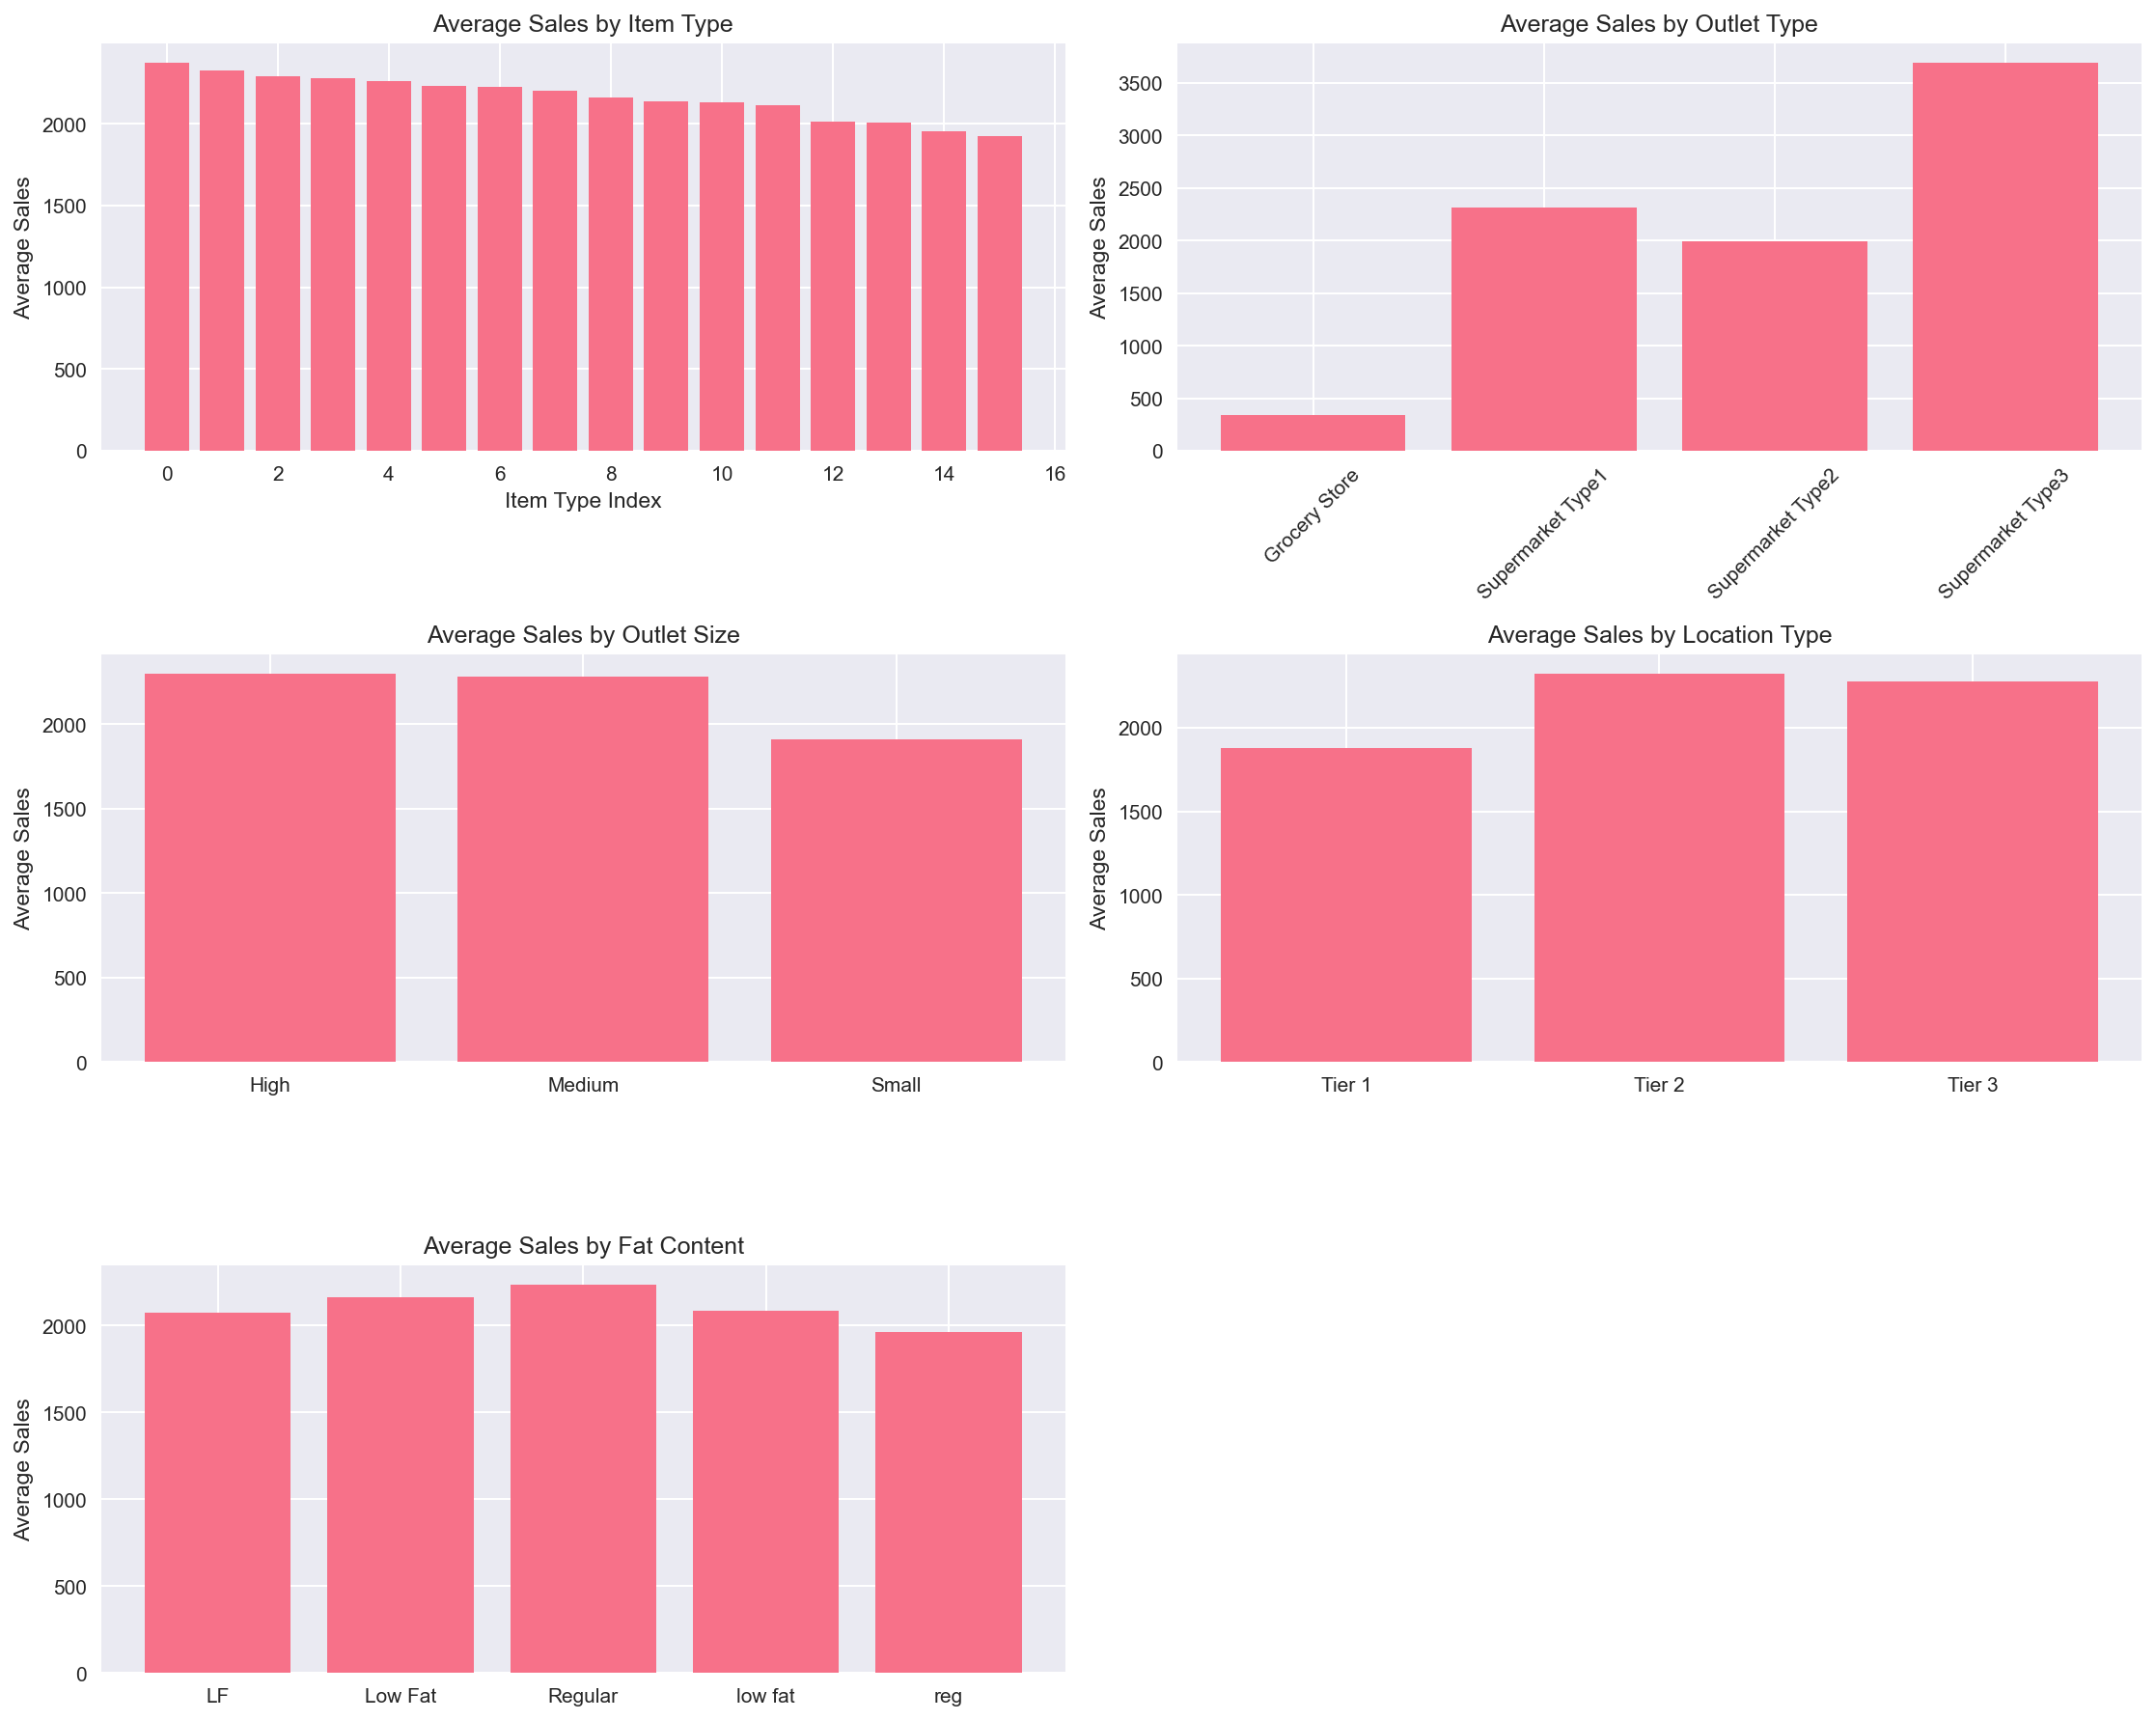 Average Sales by Item Type
Average Sales
2000
1500
1000
500
0
0 2 4 6 8 10 12 14 16
Item Type Index
Average Sales by Outlet Type
Average Sales
3500
3000
2500
2000
1500
1000
500
0
Grocery Store
Supermarket Type1
Supermarket Type2
Supermarket Type3
Average Sales by Outlet Size
Average Sales
2000
1500
1000
500
0
High Medium Small
Average Sales by Location Type
Average Sales
2000
1500
1000
500
0
Tier 1 Tier 2 Tier 3
Average Sales by Fat Content
Average Sales
2000
1500
1000
500
0
LF Low Fat Regular low fat reg